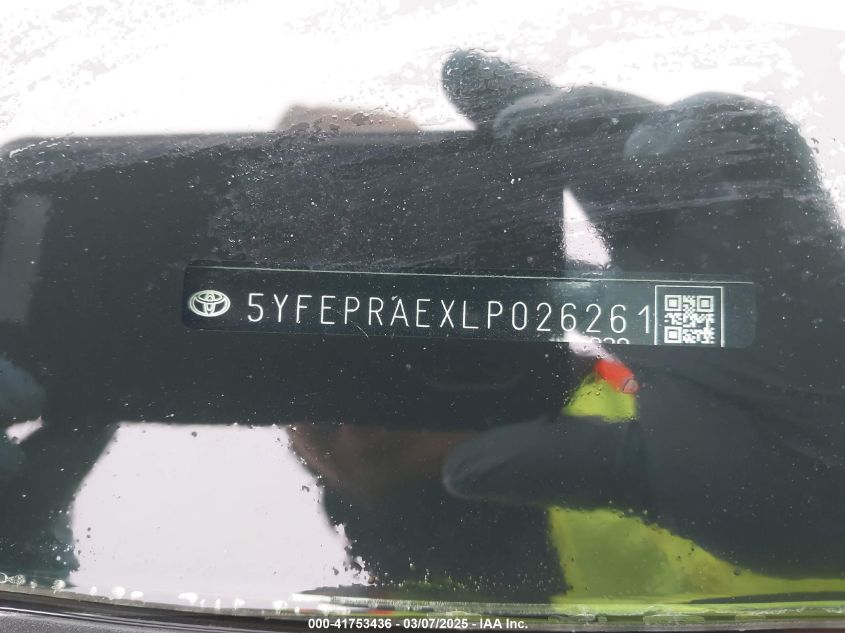 5YFEPRAEXLP026261
000-41753436 - 03/07/2025 - IAA Inc.